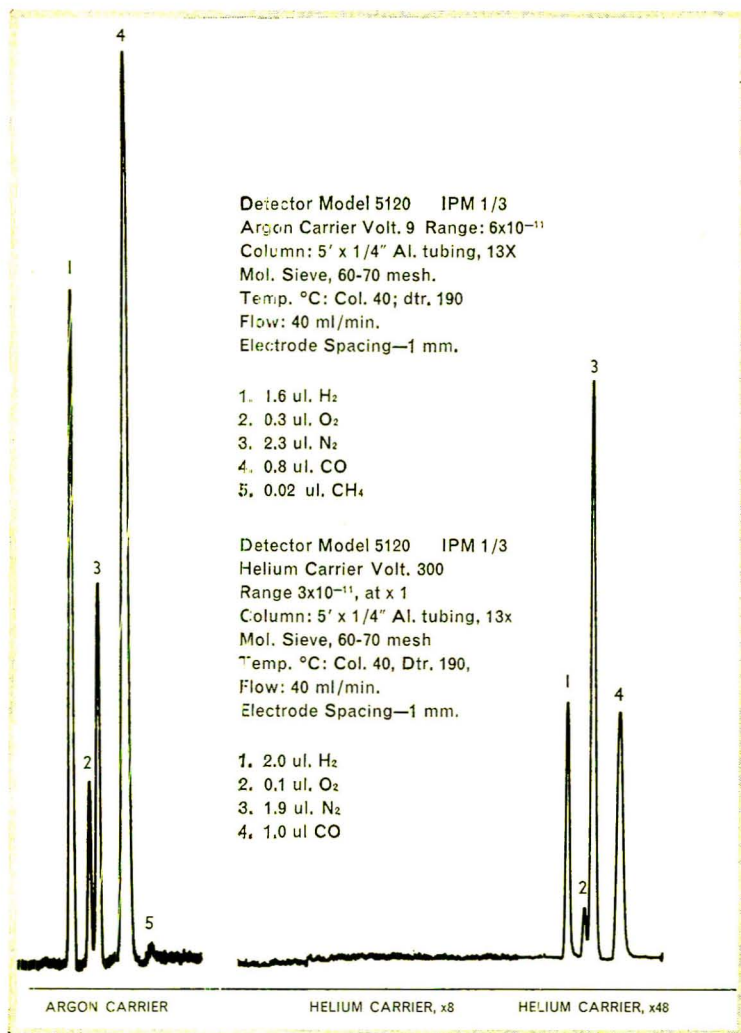 4
Detector Model 5120 IPM 1/3
Argon Carrier Volt. 9 Range: 6x10⁻¹¹
Column: 5′ x 1/4″ Al. tubing, 13X
Mol. Sieve, 60-70 mesh.
Temp. °C: Col. 40; dtr. 190
Flow: 40 ml/min.
Electrode Spacing—1 mm.
1
3
1. 1.6 ul. H₂
2. 0.3 ul. O₂
3. 2.3 ul. N₂
4. 0.8 ul. CO
5. 0.02 ul. CH₄
Detector Model 5120 IPM 1/3
Helium Carrier Volt. 300
Range 3x10⁻¹¹, at x 1
Column: 5′ x 1/4″ Al. tubing, 13x
Mol. Sieve, 60-70 mesh
Temp. °C: Col. 40, Dtr. 190,
Flow: 40 ml/min.
Electrode Spacing—1 mm.
3
1
4
2
1. 2.0 ul. H₂
2. 0.1 ul. O₂
3. 1.9 ul. N₂
4. 1.0 ul CO
2
5
ARGON CARRIER
HELIUM CARRIER, x8
HELIUM CARRIER, x48